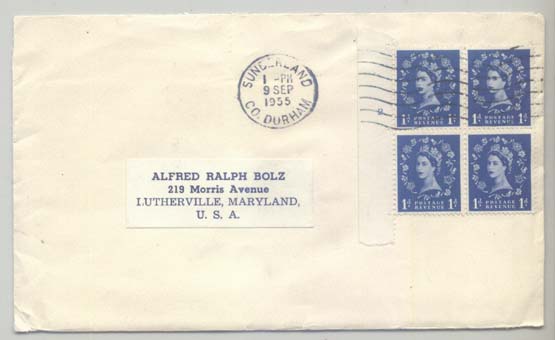 SUNDERLAND
1 - PM
9 SEP
1955
CO. DURHAM
1D POSTAGE REVENUE 1D
1D POSTAGE REVENUE 1D
1D POSTAGE REVENUE 1D
1D POSTAGE REVENUE 1D
ALFRED RALPH BOLZ
219 Morris Avenue
LUTHERVILLE, MARYLAND,
U. S. A.